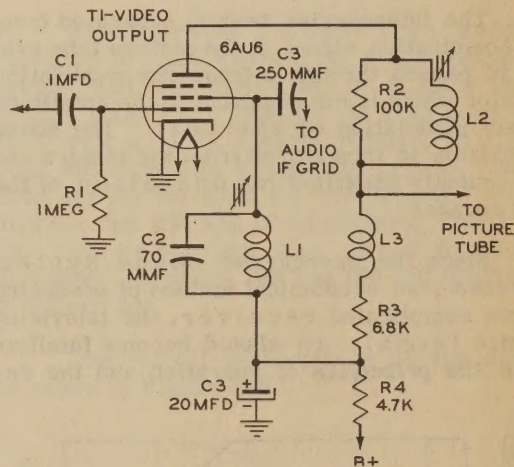 T1-VIDEO
OUTPUT
6AU6
C1
.1MFD
C3
250MMF
R2
100K
L2
TO
AUDIO
IF GRID
R1
1MEG
TO
PICTURE
TUBE
C2
70
MMF
L1
L3
R3
6.8K
C3
20MFD
+
-
R4
4.7K
B+